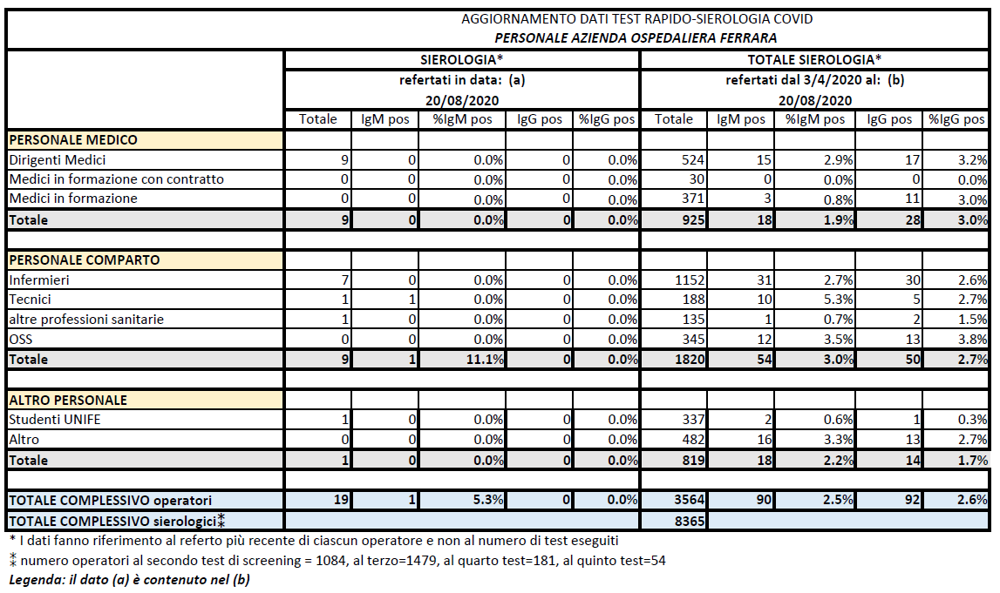 AGGIORNAMENTO DATI TEST RAPIDO-SIEROLOGIA COVID
PERSONALE AZIENDA OSPEDALIERA FERRARA
SIEROLOGIA* TOTALE SIEROLOGIA*
refertati in data: (a) refertati dal 3/4/2020 al: (b)
20/08/2020 20/08/2020
Totale IgM pos %IgM pos IgG pos %IgG pos Totale IgM pos %IgM pos IgG pos %IgG pos
PERSONALE MEDICO
Dirigenti Medici 9 0 0.0% 0 0.0% 524 15 2.9% 17 3.2%
Medici in formazione con contratto 0 0 0.0% 0 0.0% 30 0 0.0% 0 0.0%
Medici in formazione 0 0 0.0% 0 0.0% 371 3 0.8% 11 3.0%
Totale 9 0 0.0% 0 0.0% 925 18 1.9% 28 3.0%
PERSONALE COMPARTO
Infermieri 7 0 0.0% 0 0.0% 1152 31 2.7% 30 2.6%
Tecnici 1 1 0.0% 0 0.0% 188 10 5.3% 5 2.7%
altre professioni sanitarie 1 0 0.0% 0 0.0% 135 1 0.7% 2 1.5%
OSS 0 0 0.0% 0 0.0% 345 12 3.5% 13 3.8%
Totale 9 1 11.1% 0 0.0% 1820 54 3.0% 50 2.7%
ALTRO PERSONALE
Studenti UNIFE 1 0 0.0% 0 0.0% 337 2 0.6% 1 0.3%
Altro 0 0 0.0% 0 0.0% 482 16 3.3% 13 2.7%
Totale 1 0 0.0% 0 0.0% 819 18 2.2% 14 1.7%
TOTALE COMPLESSIVO operatori 19 1 5.3% 0 0.0% 3564 90 2.5% 92 2.6%
TOTALE COMPLESSIVO sierologici⁑ 8365
* I dati fanno riferimento al referto più recente di ciascun operatore e non al numero di test eseguiti
⁑ numero operatori al secondo test di screening = 1084, al terzo=1479, al quarto test=181, al quinto test=54
Legenda: il dato (a) è contenuto nel (b)